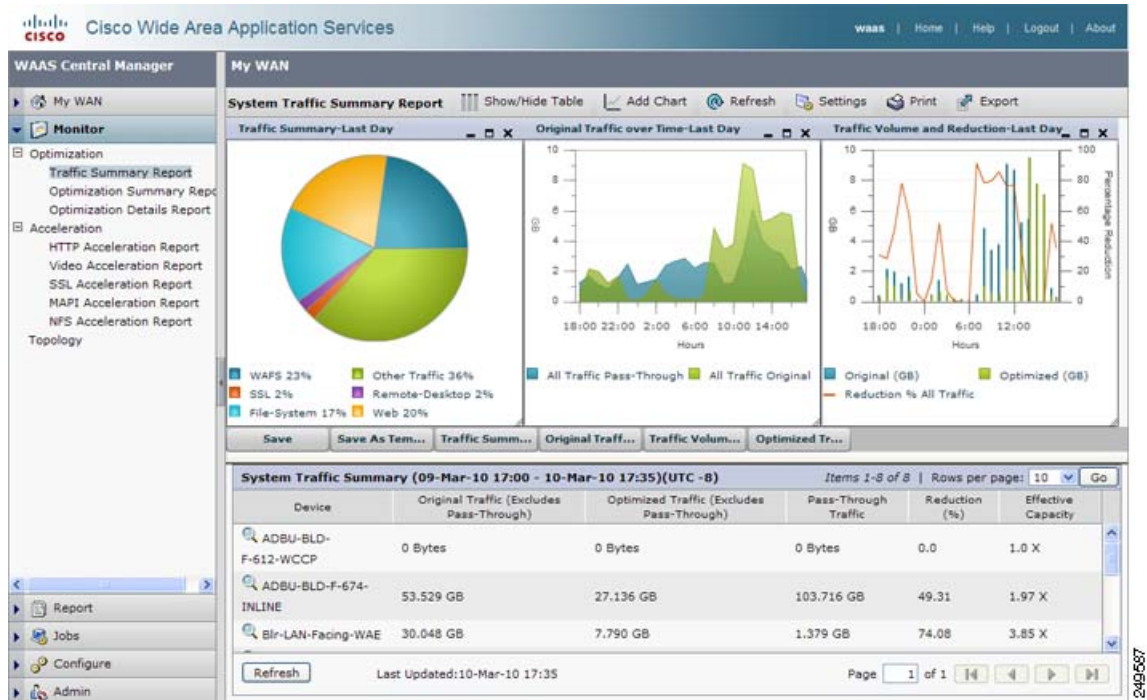 CISCO
Cisco Wide Area Application Services
waas | Home | Help | Logout | About
WAAS Central Manager
My WAN
Monitor
Optimization
Traffic Summary Report
Optimization Summary Repo
Optimization Details Report
Acceleration
HTTP Acceleration Report
Video Acceleration Report
SSL Acceleration Report
MAPI Acceleration Report
NFS Acceleration Report
Topology
Report
Jobs
Configure
Admin
My WAN
System Traffic Summary Report Show/Hide Table Add Chart Refresh Settings Print Export
Traffic Summary-Last Day
WAFS 23% Other Traffic 36%
SSL 2% Remote-Desktop 2%
File-System 17% Web 20%
Original Traffic over Time-Last Day
10
8
6
4
2
0
GB
18:00 22:00 2:00 6:00 10:00 14:00
Hours
All Traffic Pass-Through All Traffic Original
Traffic Volume and Reduction-Last Day
10
8
6
4
2
0
GB
100
80
60
40
20
0
Percentage Reduction
18:00 0:00 6:00 12:00
Hours
Original (GB) Optimized (GB)
Reduction % All Traffic
Save Save As Tem... Traffic Summ... Original Traff... Traffic Volum... Optimized Tr...
System Traffic Summary (09-Mar-10 17:00 - 10-Mar-10 17:35)(UTC -8) Items 1-8 of 8 | Rows per page: 10 Go
Device Original Traffic (Excludes Pass-Through) Optimized Traffic (Excludes Pass-Through) Pass-Through Traffic Reduction (%) Effective Capacity
ADBU-BLD-F-612-WCCP 0 Bytes 0 Bytes 0 Bytes 0.0 1.0 X
ADBU-BLD-F-674-INLINE 53.529 GB 27.136 GB 103.716 GB 49.31 1.97 X
Blr-LAN-Facing-WAE 30.048 GB 7.790 GB 1.379 GB 74.08 3.85 X
Refresh Last Updated:10-Mar-10 17:35 Page 1 of 1
249587